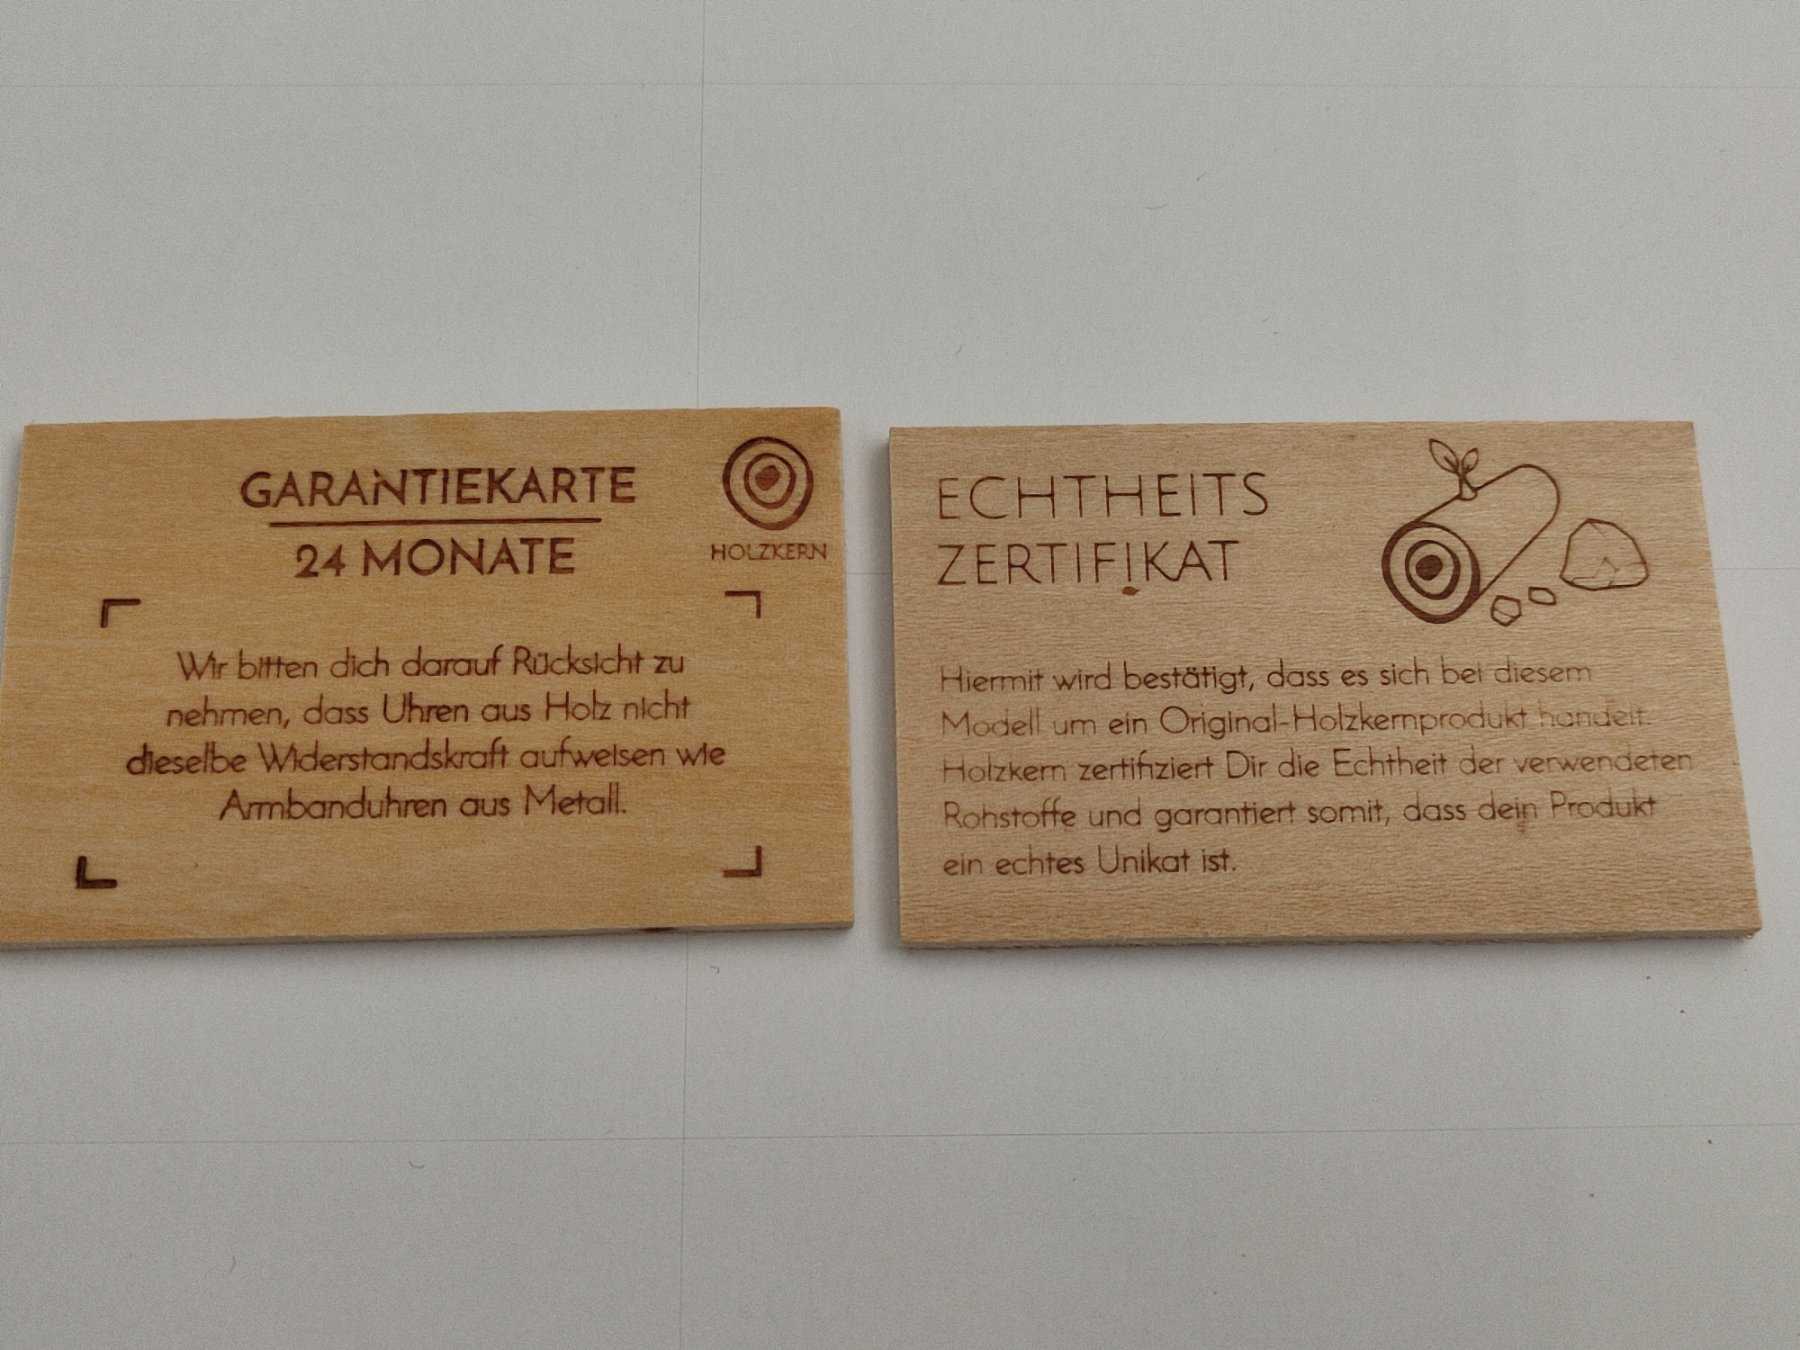 GARANTIEKARTE
24 MONATE
HOLZKERN
Wir bitten dich darauf Rücksicht zu
nehmen, dass Uhren aus Holz nicht
dieselbe Widerstandskraft aufweisen wie
Armbanduhren aus Metall.
ECHTHEITS
ZERTIFIKAT
Hiermit wird bestätigt, dass es sich bei diesem
Modell um ein Original-Holzkernprodukt handelt.
Holzkern zertifiziert Dir die Echtheit der verwendeten
Rohstoffe und garantiert somit, dass dein Produkt
ein echtes Unikat ist.